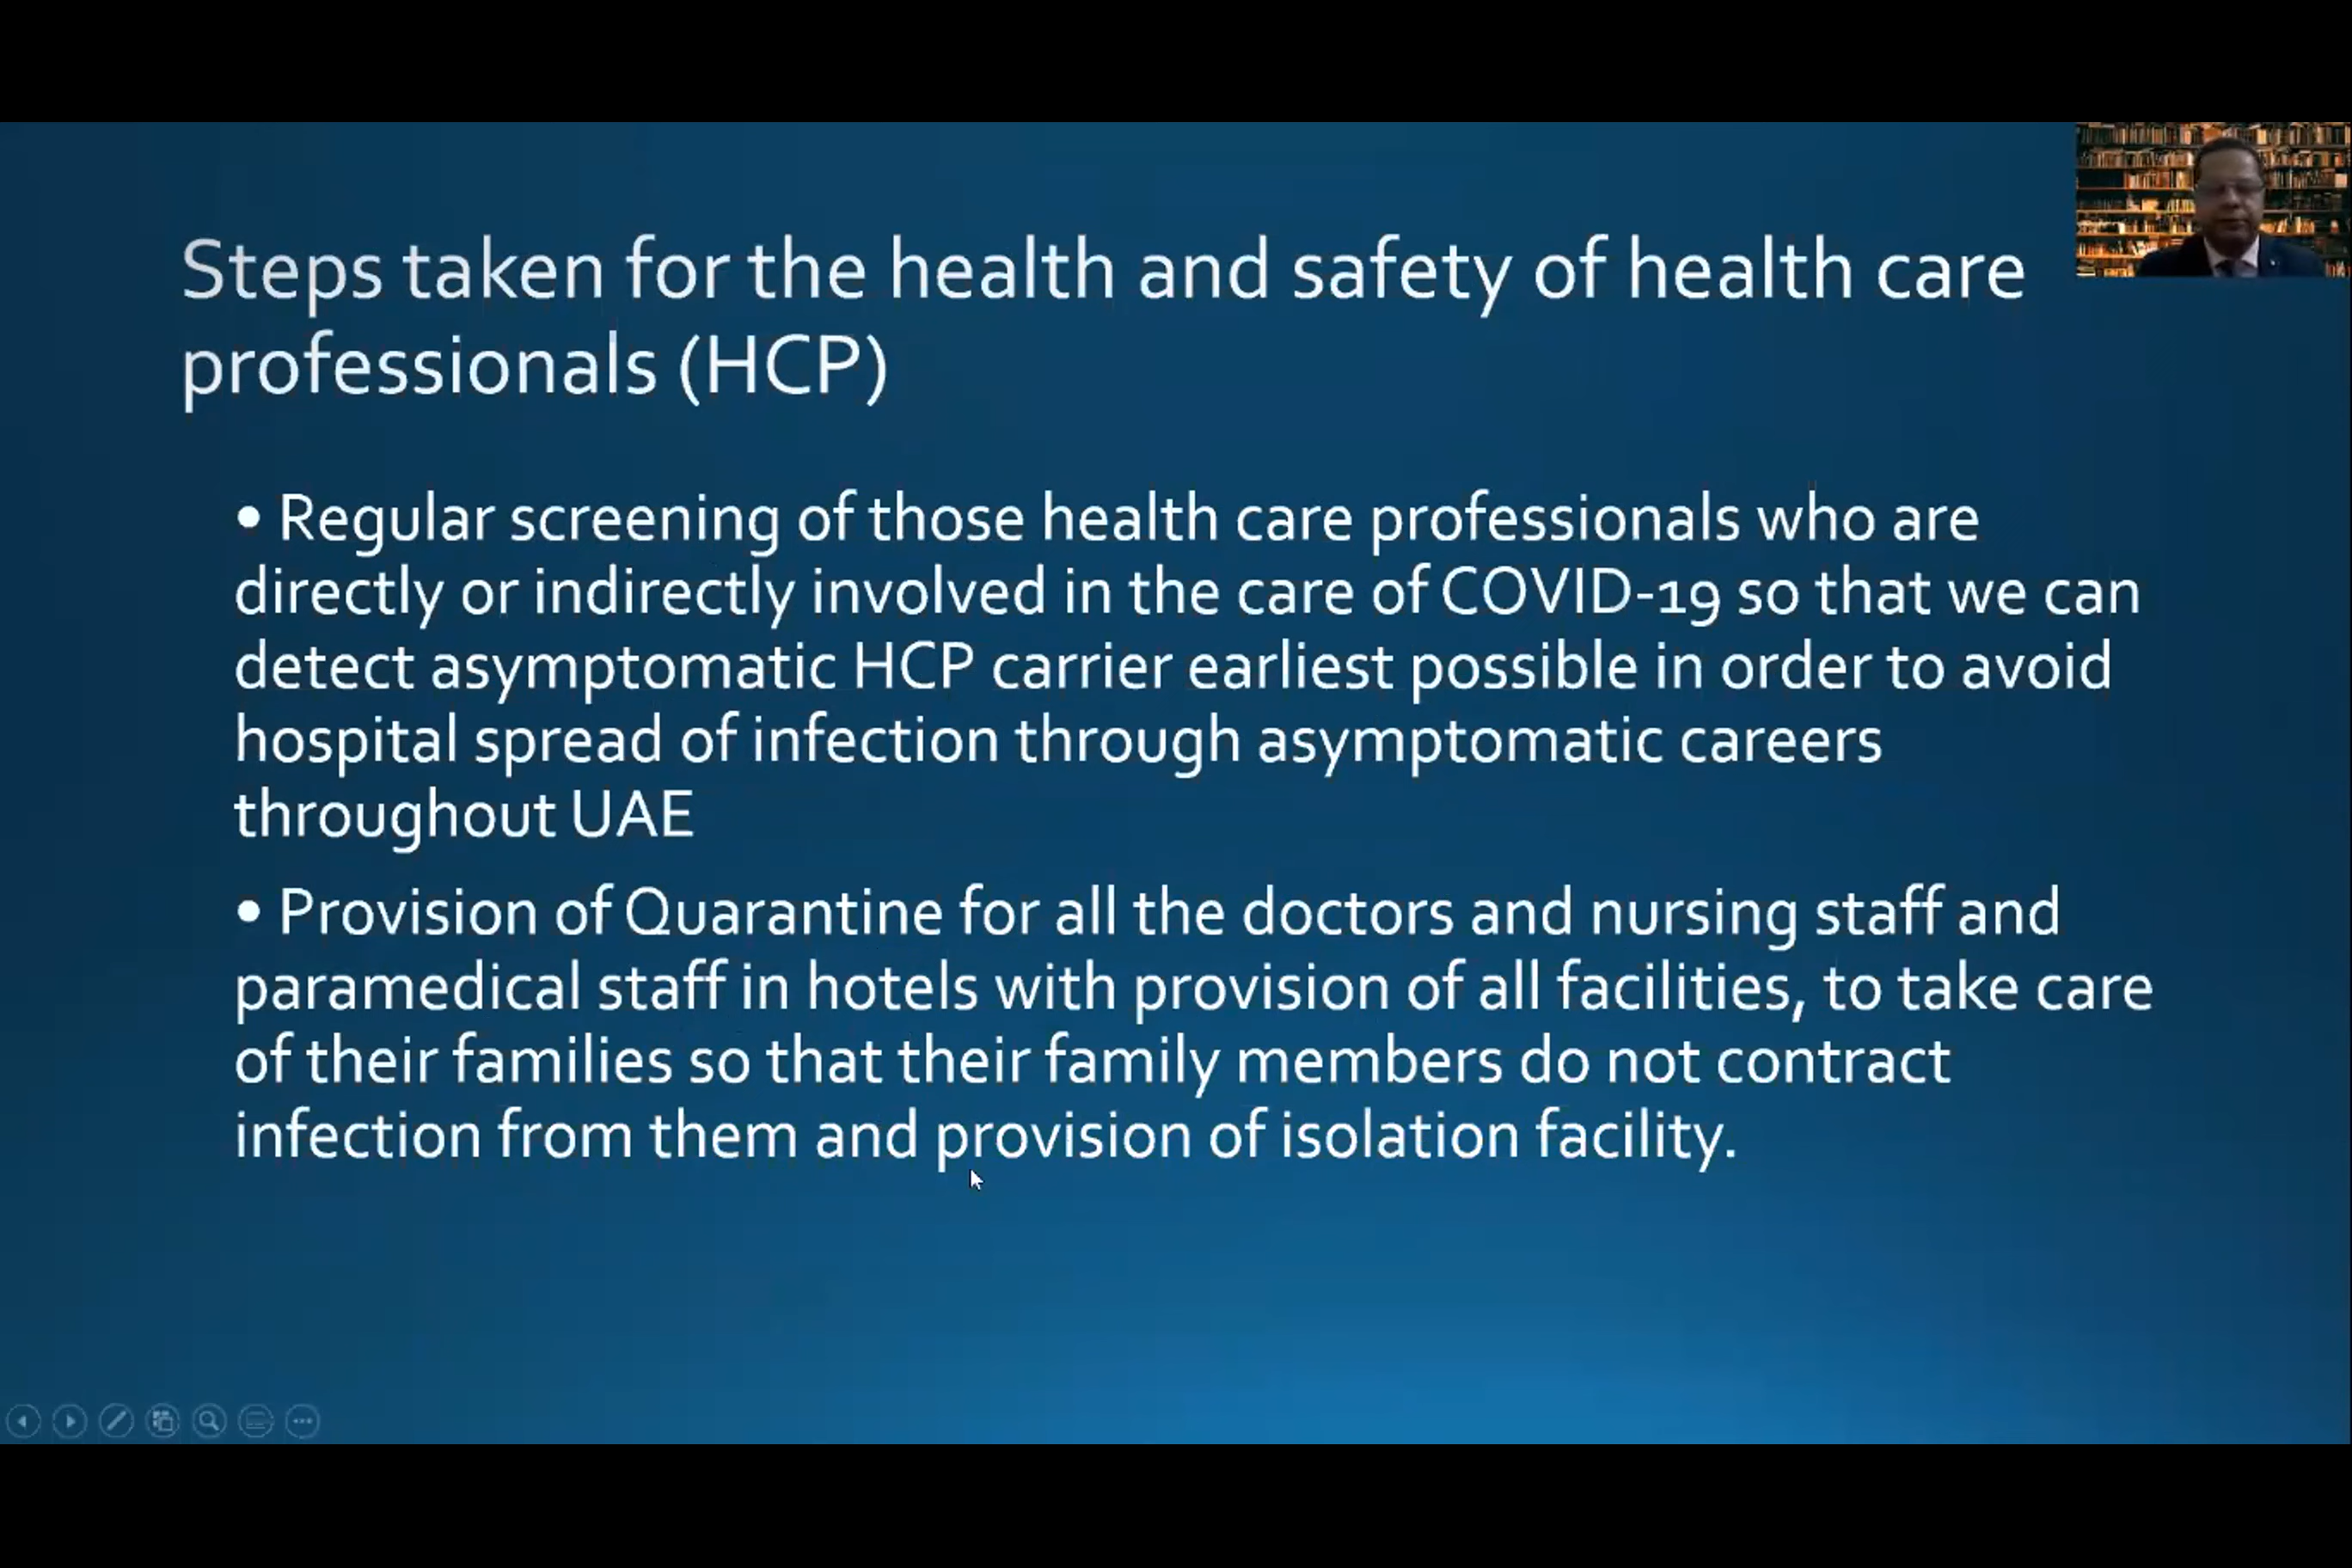 Steps taken for the health and safety of health care
professionals (HCP)
• Regular screening of those health care professionals who are
directly or indirectly involved in the care of COVID-19 so that we can
detect asymptomatic HCP carrier earliest possible in order to avoid
hospital spread of infection through asymptomatic careers
throughout UAE
• Provision of Quarantine for all the doctors and nursing staff and
paramedical staff in hotels with provision of all facilities, to take care
of their families so that their family members do not contract
infection from them and provision of isolation facility.